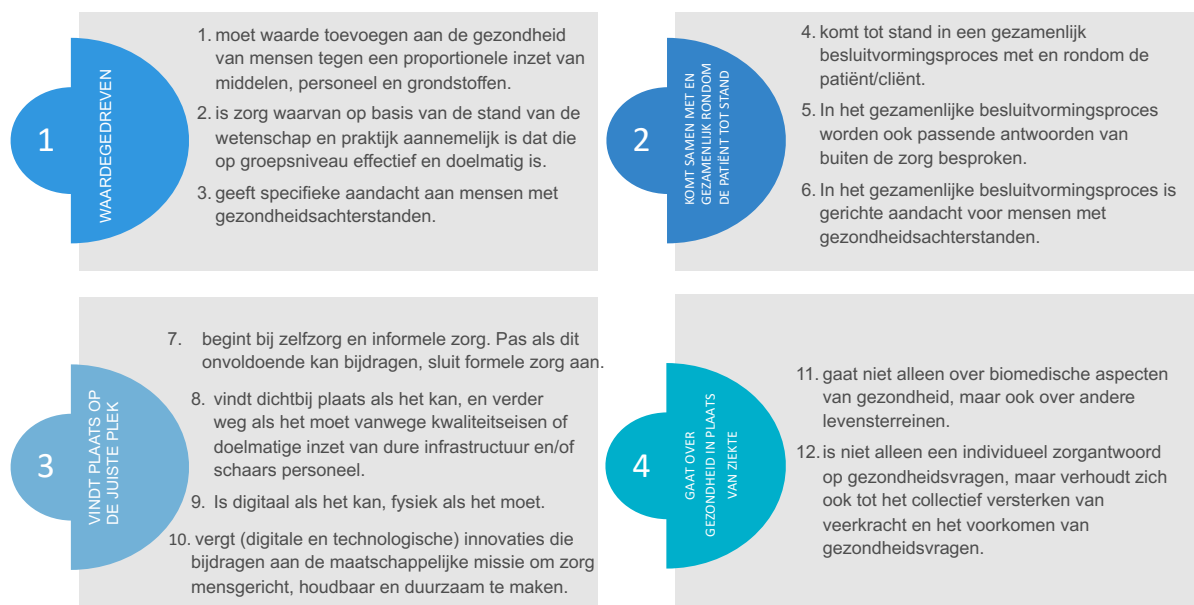 1
WAARDEGEDREVEN
1. moet waarde toevoegen aan de gezondheid
van mensen tegen een proportionele inzet van
middelen, personeel en grondstoffen.
2. is zorg waarvan op basis van de stand van de
wetenschap en praktijk aannemelijk is dat die
op groepsniveau effectief en doelmatig is.
3. geeft specifieke aandacht aan mensen met
gezondheidsachterstanden.
2
KOMT SAMEN MET EN
GEZAMENLIJK RONDOM
DE PATIËNT TOT STAND
4. komt tot stand in een gezamenlijk
besluitvormingsproces met en rondom de
patiënt/cliënt.
5. In het gezamenlijke besluitvormingsproces
worden ook passende antwoorden van
buiten de zorg besproken.
6. In het gezamenlijke besluitvormingsproces is
gerichte aandacht voor mensen met
gezondheidsachterstanden.
3
VINDT PLAATS OP
DE JUISTE PLEK
7. begint bij zelfzorg en informele zorg. Pas als dit
onvoldoende kan bijdragen, sluit formele zorg aan.
8. vindt dichtbij plaats als het kan, en verder
weg als het moet vanwege kwaliteitseisen of
doelmatige inzet van dure infrastructuur en/of
schaars personeel.
9. Is digitaal als het kan, fysiek als het moet.
10. vergt (digitale en technologische) innovaties die
bijdragen aan de maatschappelijke missie om zorg
mensgericht, houdbaar en duurzaam te maken.
4
GAAT OVER
GEZONDHEID IN PLAATS
VAN ZIEKTE
11. gaat niet alleen over biomedische aspecten
van gezondheid, maar ook over andere
levensterreinen.
12. is niet alleen een individueel zorgantwoord
op gezondheidsvragen, maar verhoudt zich
ook tot het collectief versterken van
veerkracht en het voorkomen van
gezondheidsvragen.